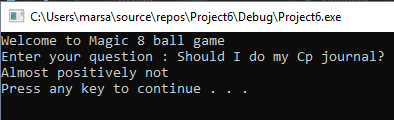 C:\Users\marsa\source\repos\Project6\Debug\Project6.exe
Welcome to Magic 8 ball game
Enter your question : Should I do my Cp journal?
Almost positively not
Press any key to continue . . .